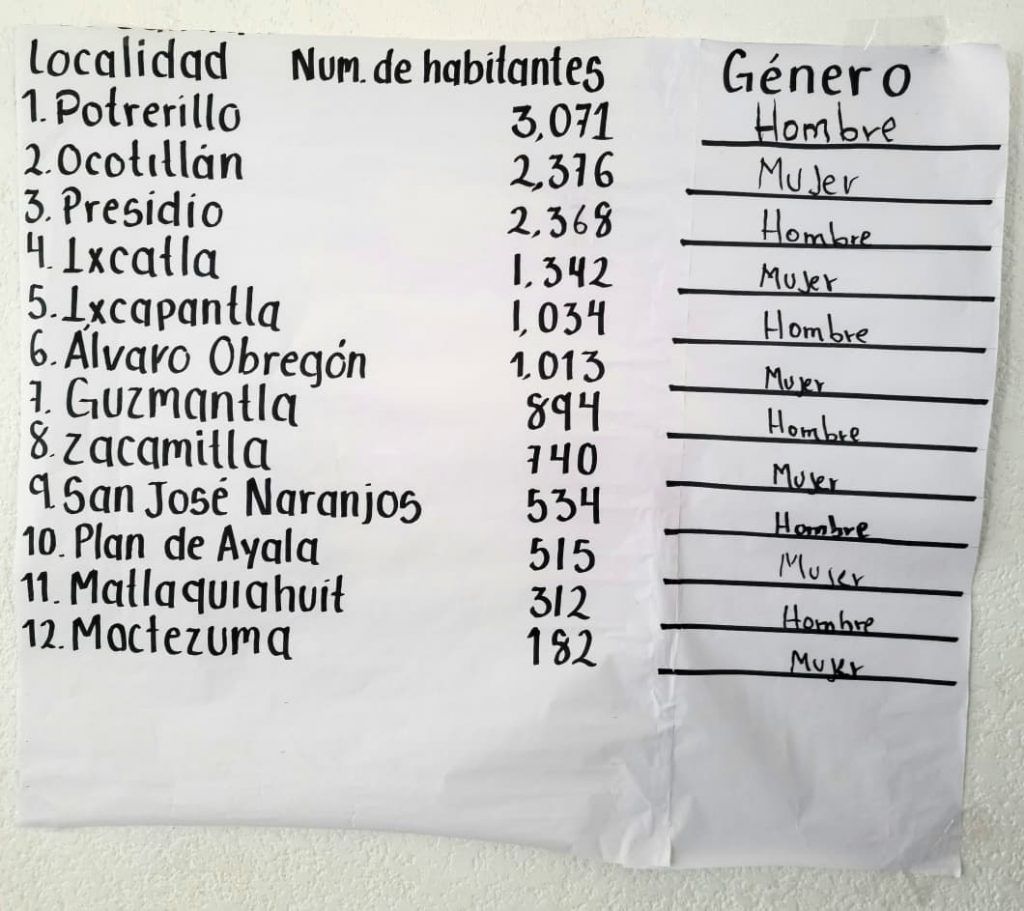 Localidad Num. de habitantes Género
1. Potrerillo 3,071 Hombre
2. Ocotitlán 2,376 Mujer
3. Presidio 2,368 Hombre
4. Ixcatla 1,342 Mujer
5. Ixcapantla 1,034 Hombre
6. Álvaro Obregón 1,013 Mujer
7. Guzmantla 894 Hombre
8. Zacamitla 740 Mujer
9. San José Naranjos 534 Hombre
10. Plan de Ayala 515 Mujer
11. Matlaquiahuit 312 Hombre
12. Moctezuma 182 Mujer